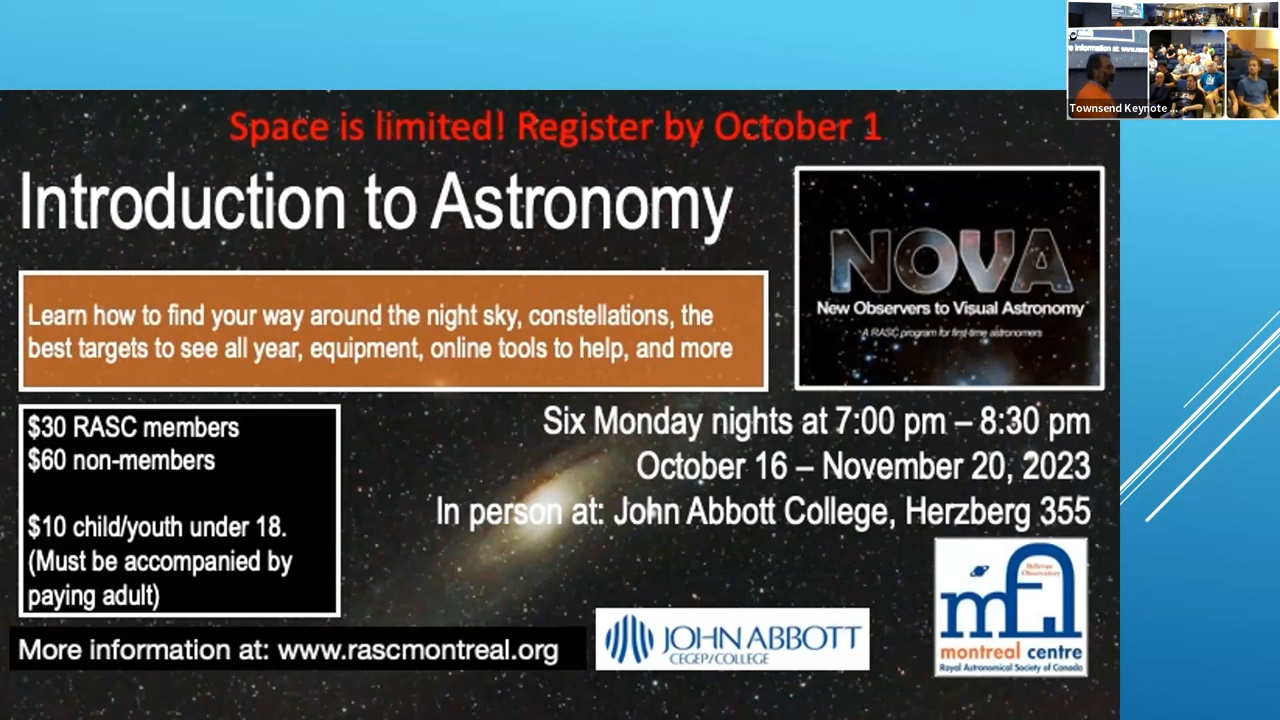 Space is limited! Register by October 1
Introduction to Astronomy
NOVA
New Observers to Visual Astronomy
A RASC program for first-time astronomers
Learn how to find your way around the night sky, constellations, the
best targets to see all year, equipment, online tools to help, and more
$30 RASC members
$60 non-members
$10 child/youth under 18.
(Must be accompanied by
paying adult)
Six Monday nights at 7:00 pm – 8:30 pm
October 16 – November 20, 2023
In person at: John Abbott College, Herzberg 355
More information at: www.rascmontreal.org
JOHN ABBOTT
CEGEP/COLLEGE
Bellevue
Observatory
montreal centre
Royal Astronomical Society of Canada
Townsend Keynote ...